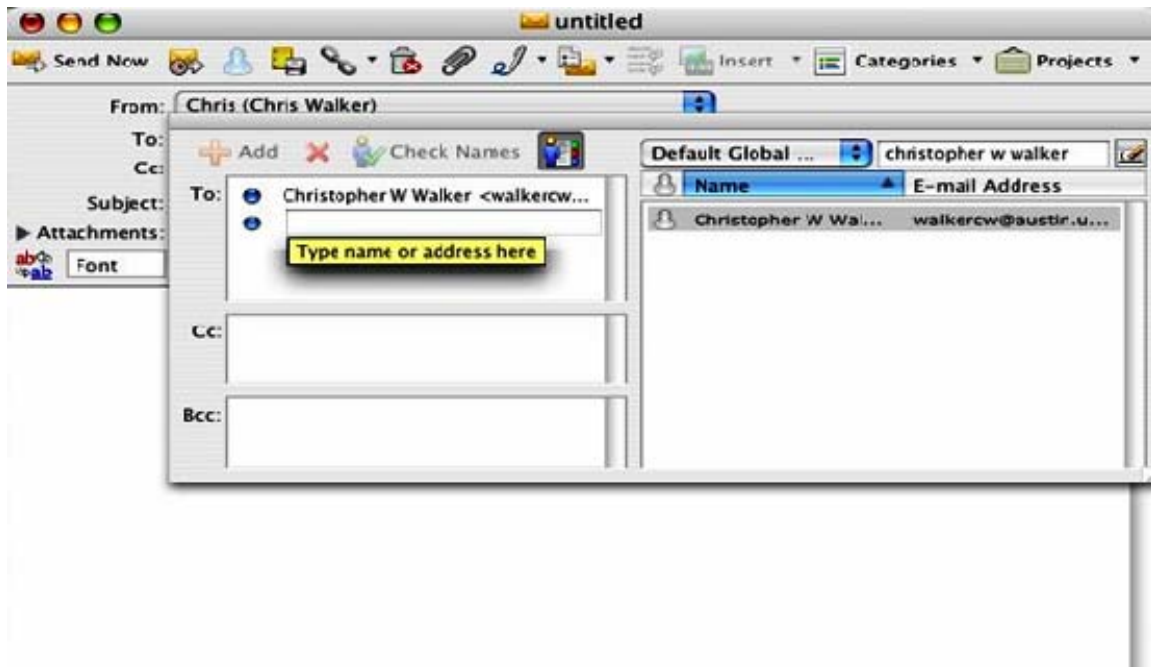 untitled
Send Now Insert Categories Projects
From: Chris (Chris Walker)
To:
Cc:
Subject:
Attachments:
Font
Add Check Names
To: Christopher W Walker <walkercw...
Type name or address here
Cc:
Bcc:
Default Global ... christopher w walker
Name E-mail Address
Christopher W Wal... walkercw@austin.u...